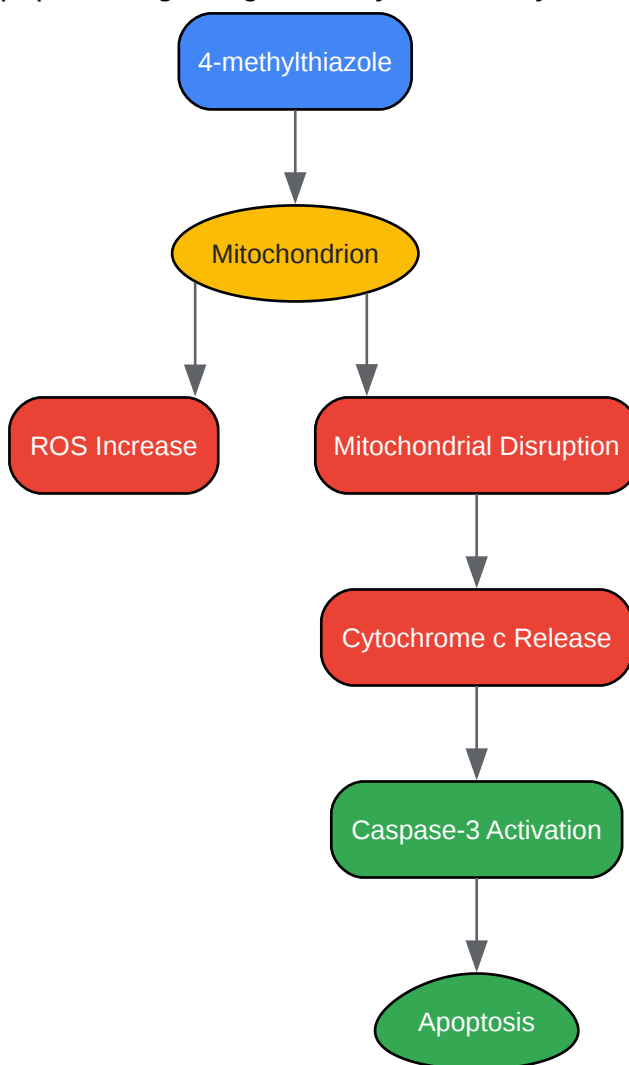 4-methylthiazole
Mitochondrion
ROS Increase
Mitochondrial Disruption
Cytochrome c Release
Caspase-3 Activation
Apoptosis